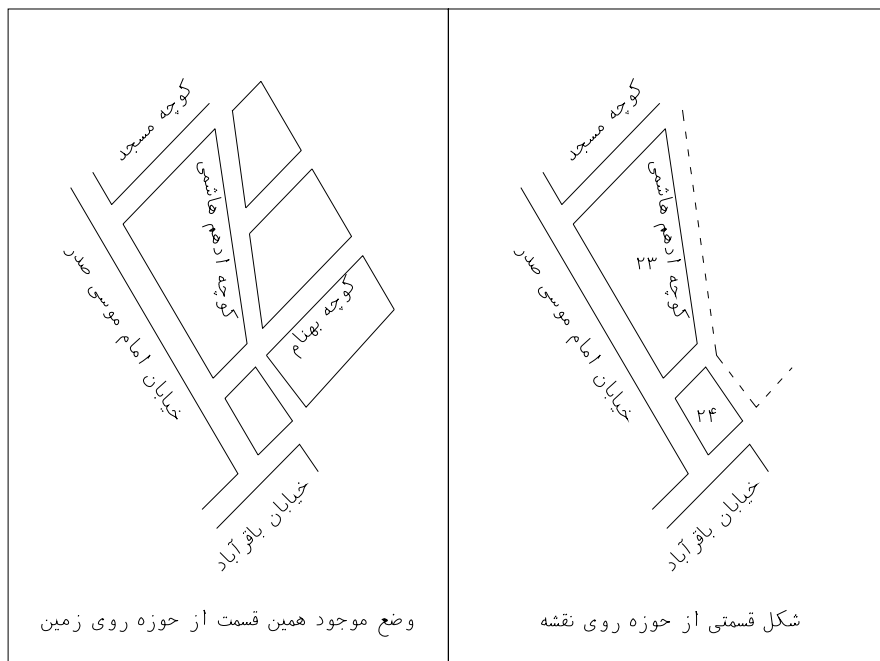 کوچه مسجد
کوچه ادهم هاشمی
۲۳
خیابان امام موسی صدر
۲۴
خیابان باقرآباد
شکل قسمتی از حوزه روی نقشه
کوچه مسجد
کوچه ادهم هاشمی
خیابان امام موسی صدر
کوچه بهنام
خیابان باقرآباد
وضع موجود همین قسمت از حوزه روی زمین